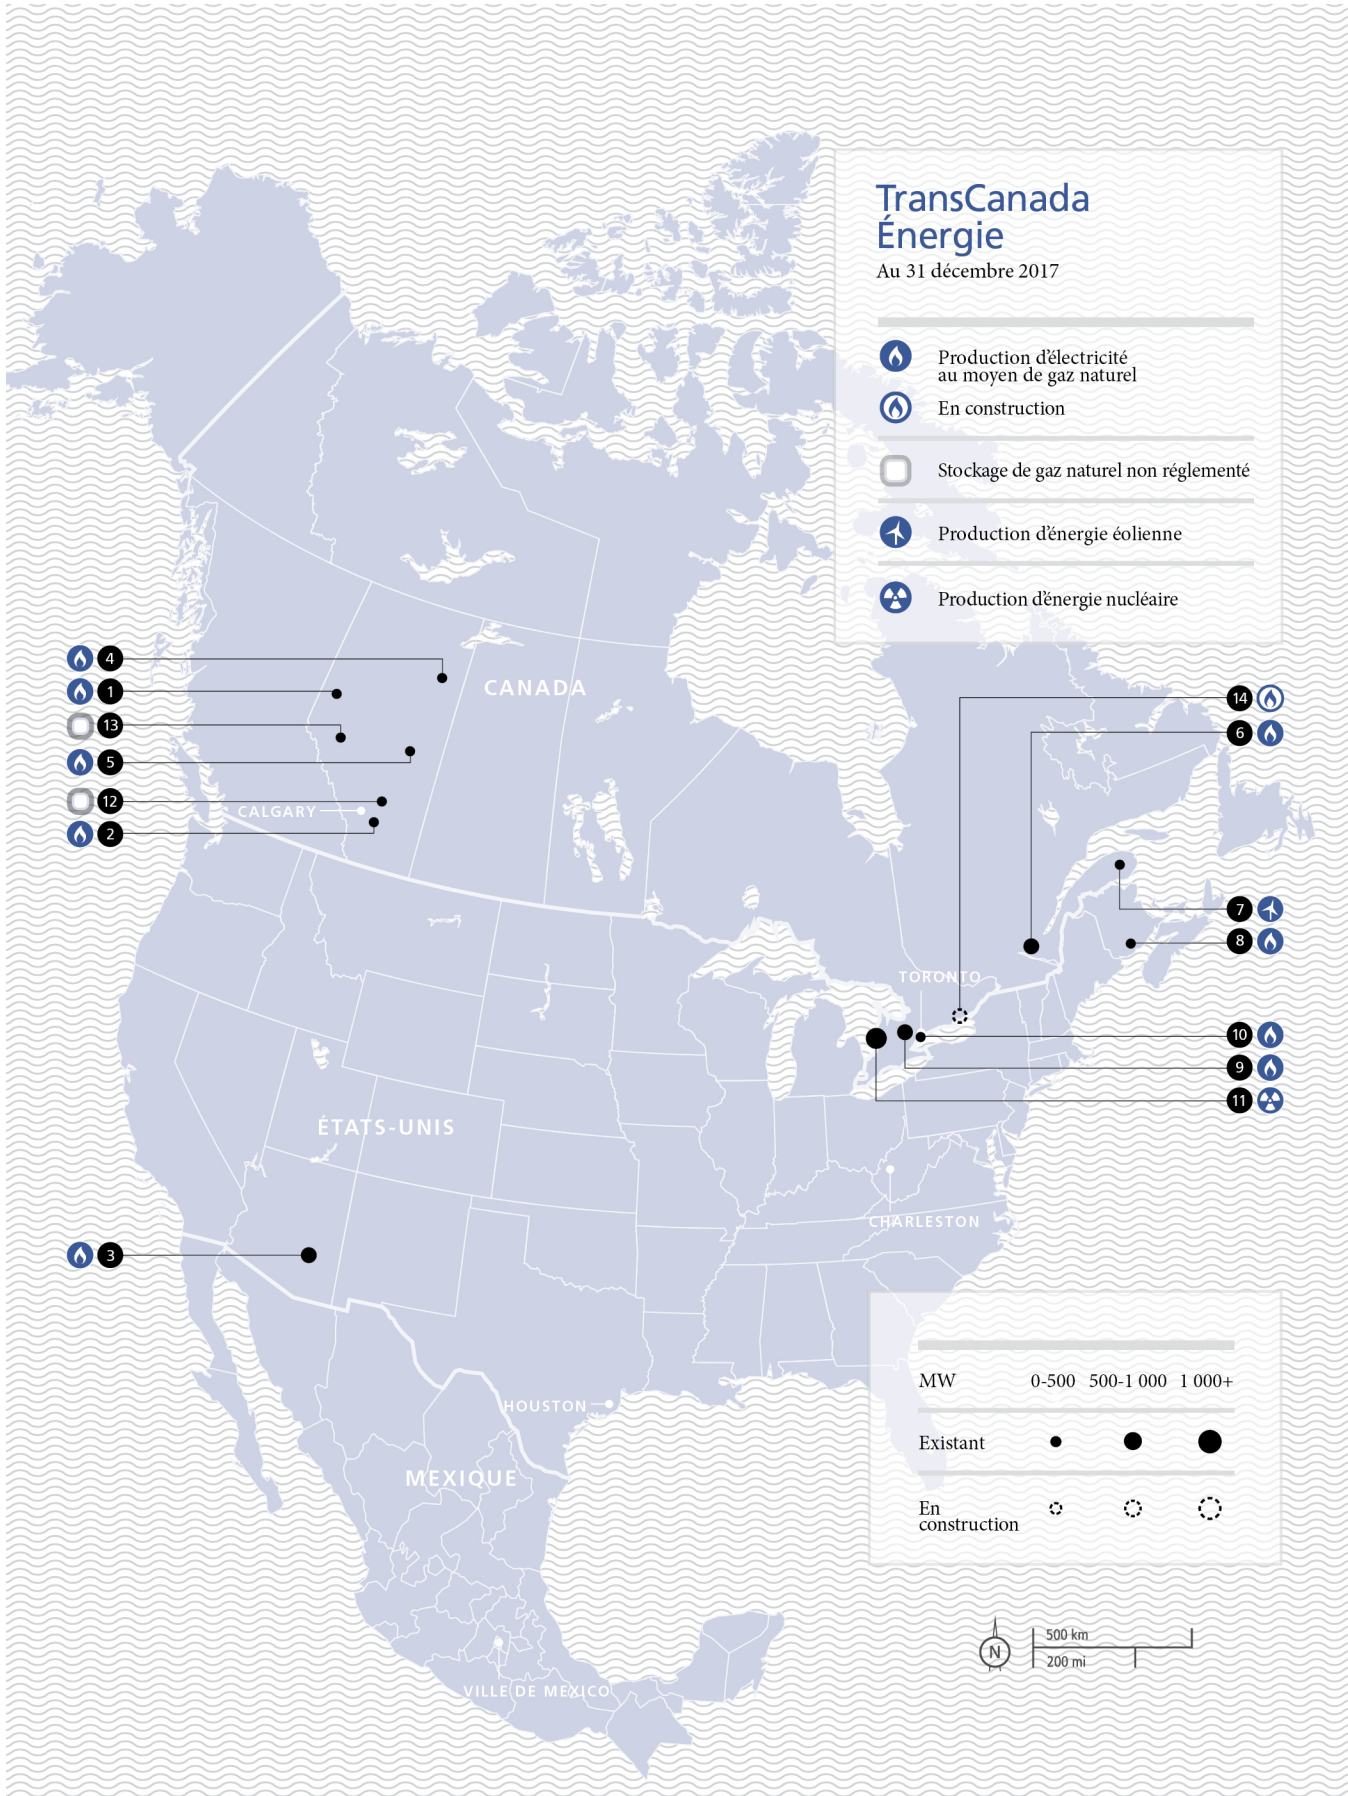 TransCanada
Énergie
Au 31 décembre 2017
Production d'électricité
au moyen de gaz naturel
En construction
Stockage de gaz naturel non réglementé
Production d'énergie éolienne
Production d'énergie nucléaire
4
1
13
5
12
2
CALGARY
CANADA
14
6
7
8
TORONTO
10
9
11
ÉTATS-UNIS
CHARLESTON
3
HOUSTON
MEXIQUE
VILLE DE MEXICO
MW 0-500 500-1 000 1 000+
Existant
En
construction
N
500 km
200 mi